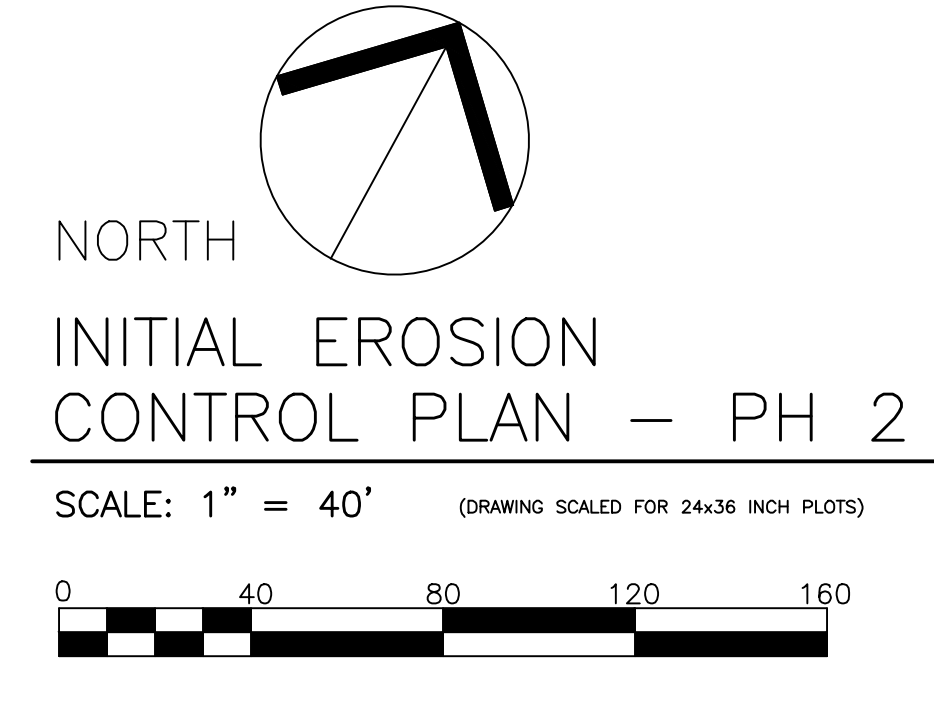 NORTH
INITIAL EROSION
CONTROL PLAN – PH 2
SCALE: 1” = 40’ (DRAWING SCALED FOR 24x36 INCH PLOTS)
0 40 80 120 160